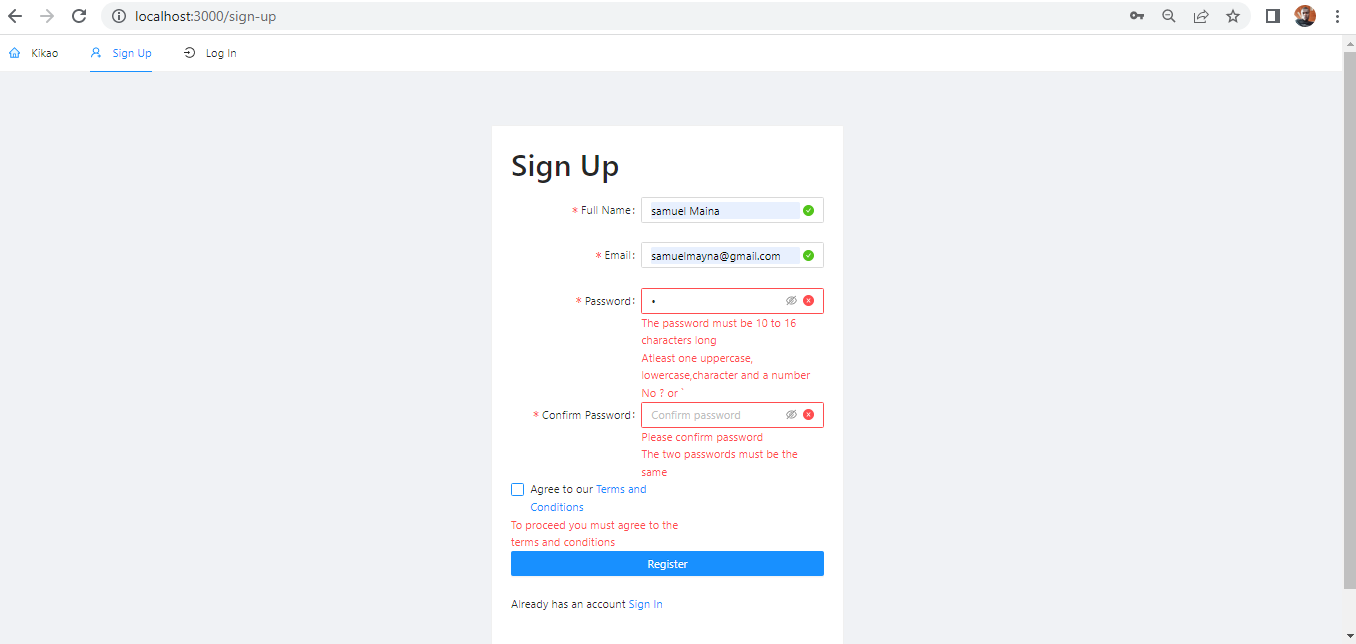 localhost:3000/sign-up
Kikao Sign Up Log In
Sign Up
* Full Name: samuel Maina
* Email: samuelmayna@gmail.com
* Password: •
The password must be 10 to 16
characters long
Atleast one uppercase,
lowercase,character and a number
No ? or `
* Confirm Password: Confirm password
Please confirm password
The two passwords must be the
same
Agree to our Terms and
Conditions
To proceed you must agree to the
terms and conditions
Register
Already has an account Sign In